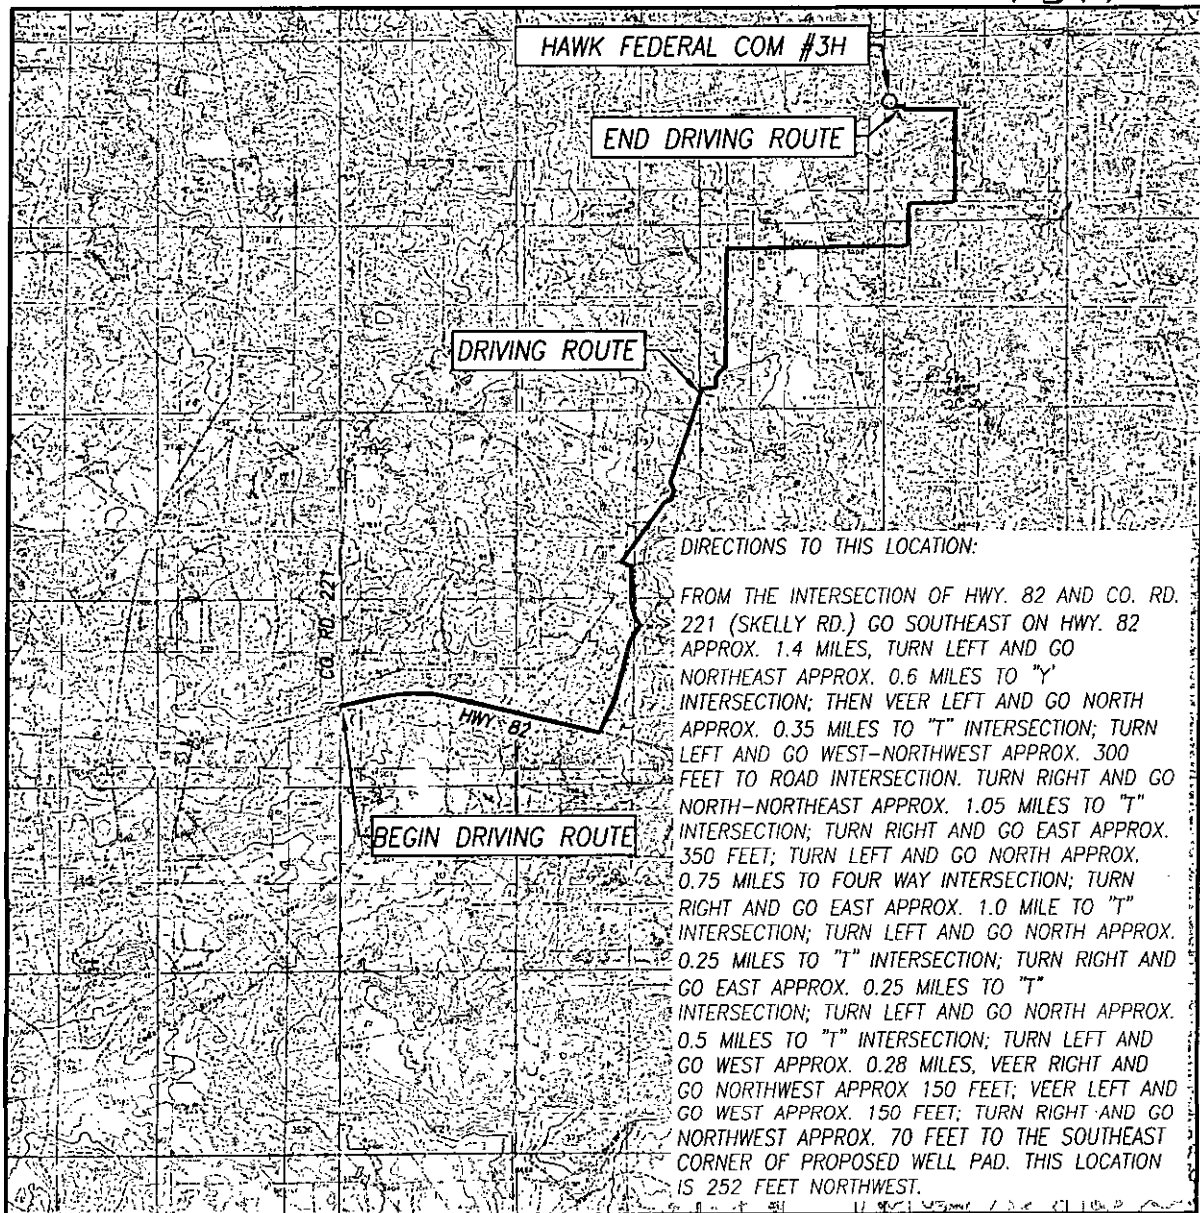 HAWK FEDERAL COM #3H
END DRIVING ROUTE
DRIVING ROUTE
CO. RD. 221
HWY. 82
BEGIN DRIVING ROUTE
DIRECTIONS TO THIS LOCATION:
FROM THE INTERSECTION OF HWY. 82 AND CO. RD.
221 (SKELLY RD.) GO SOUTHEAST ON HWY. 82
APPROX. 1.4 MILES, TURN LEFT AND GO
NORTHEAST APPROX. 0.6 MILES TO "Y'
INTERSECTION; THEN VEER LEFT AND GO NORTH
APPROX. 0.35 MILES TO "T" INTERSECTION; TURN
LEFT AND GO WEST-NORTHWEST APPROX. 300
FEET TO ROAD INTERSECTION. TURN RIGHT AND GO
NORTH-NORTHEAST APPROX. 1.05 MILES TO "T"
INTERSECTION; TURN RIGHT AND GO EAST APPROX.
350 FEET; TURN LEFT AND GO NORTH APPROX.
0.75 MILES TO FOUR WAY INTERSECTION; TURN
RIGHT AND GO EAST APPROX. 1.0 MILE TO "T"
INTERSECTION; TURN LEFT AND GO NORTH APPROX.
0.25 MILES TO "T" INTERSECTION; TURN RIGHT AND
GO EAST APPROX. 0.25 MILES TO "T"
INTERSECTION; TURN LEFT AND GO NORTH APPROX.
0.5 MILES TO "T" INTERSECTION; TURN LEFT AND
GO WEST APPROX. 0.28 MILES, VEER RIGHT AND
GO NORTHWEST APPROX 150 FEET; VEER LEFT AND
GO WEST APPROX. 150 FEET; TURN RIGHT AND GO
NORTHWEST APPROX. 70 FEET TO THE SOUTHEAST
CORNER OF PROPOSED WELL PAD. THIS LOCATION
IS 252 FEET NORTHWEST.